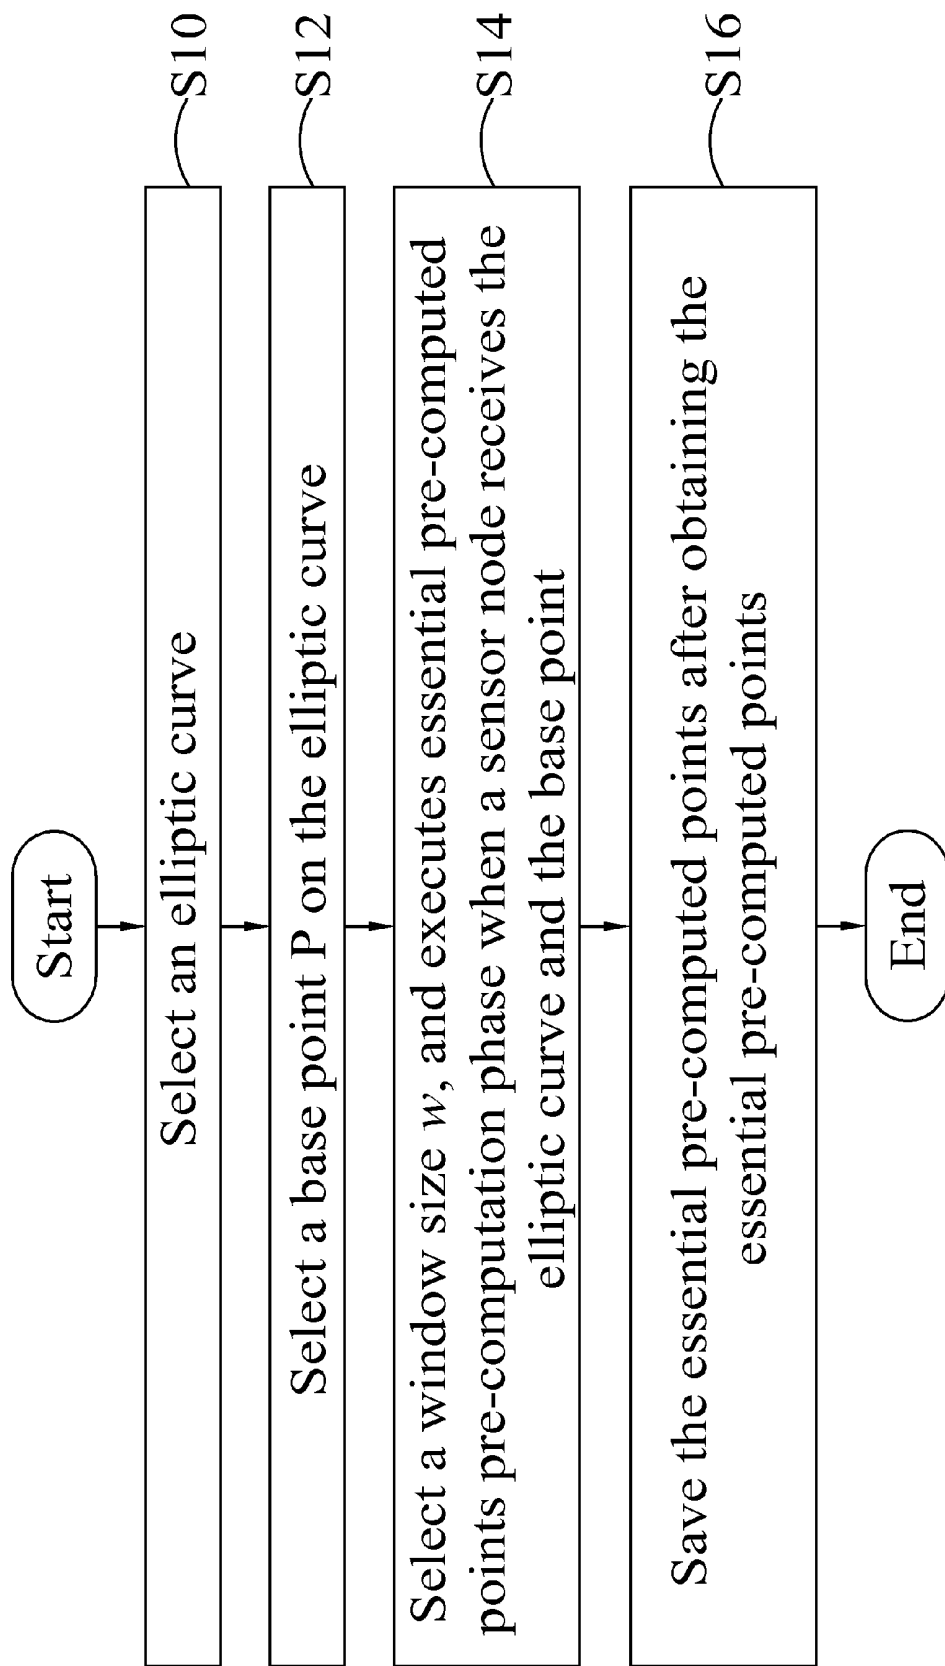 Start
Select an elliptic curve
S10
Select a base point P on the elliptic curve
S12
Select a window size w, and executes essential pre-computed
points pre-computation phase when a sensor node receives the
elliptic curve and the base point
S14
Save the essential pre-computed points after obtaining the
essential pre-computed points
S16
End